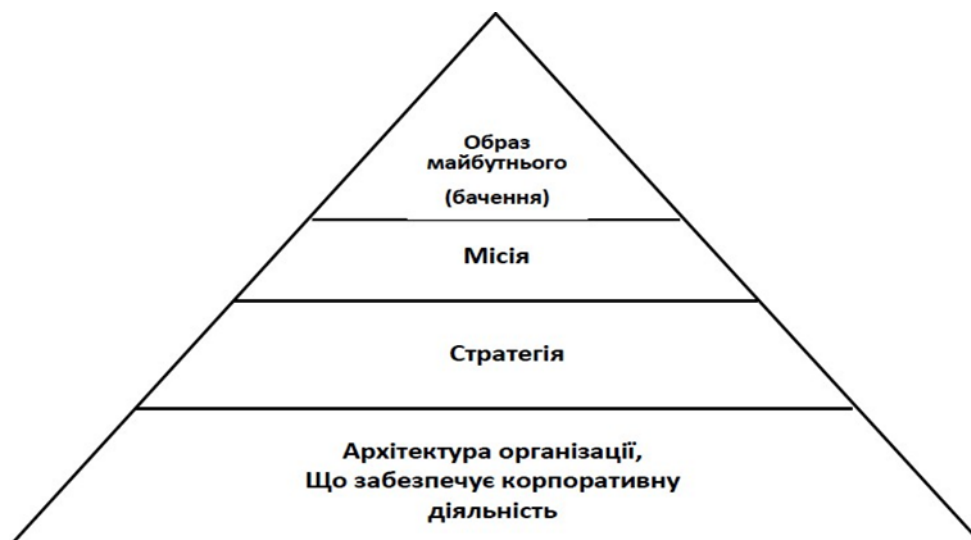 Образ
майбутнього
(бачення)
Місія
Стратегія
Архітектура організації,
Що забезпечує корпоративну
діяльність